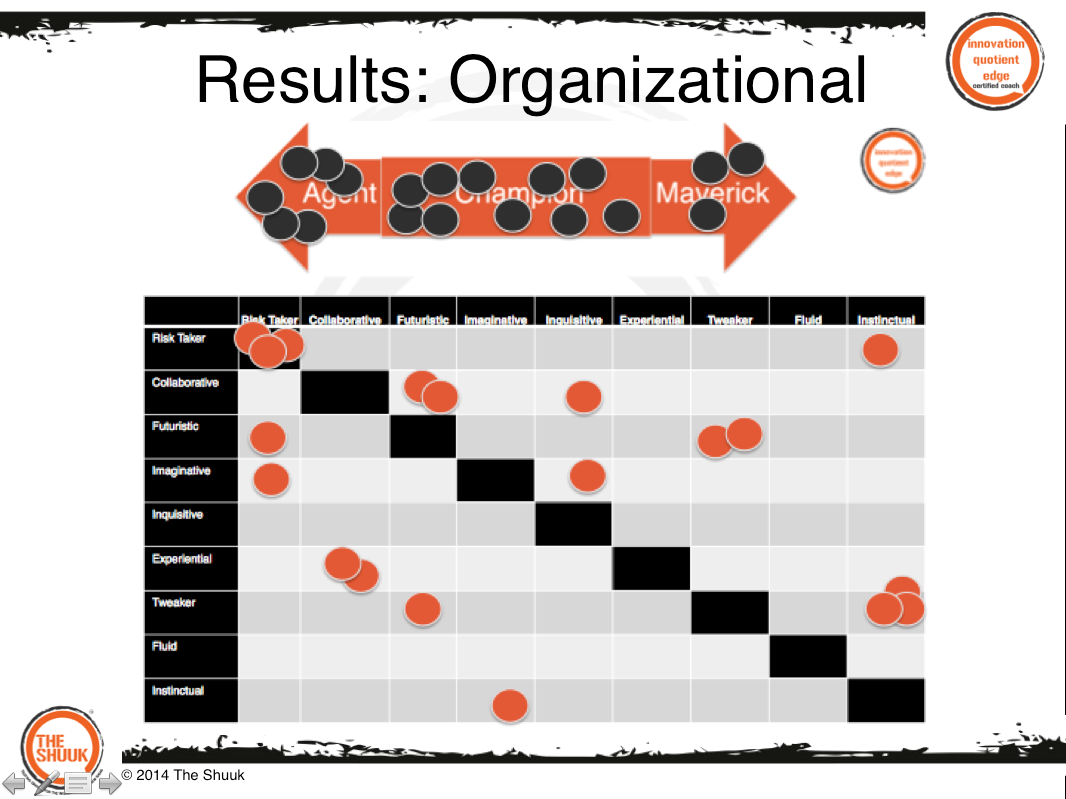 Results: Organizational
innovation
quotient
edge
certified coach
innovation
quotient
edge
Agent
Champion
Maverick
Risk Taker Collaborative Futuristic Imaginative Inquisitive Experiential Tweaker Fluid Instinctual
Risk Taker
Collaborative
Futuristic
Imaginative
Inquisitive
Experiential
Tweaker
Fluid
Instinctual
THE
SHUUK
© 2014 The Shuuk